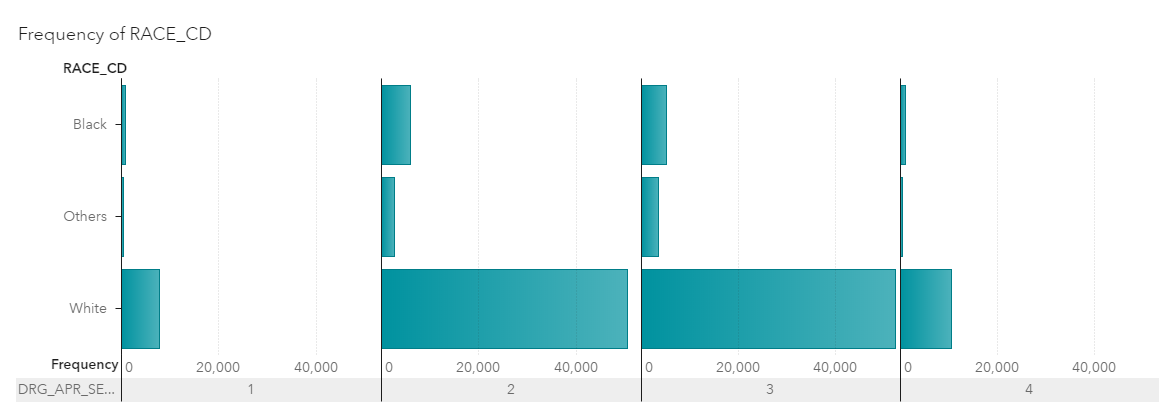 Frequency of RACE_CD
RACE_CD
Black
Others
White
Frequency 0 20,000 40,000 0 20,000 40,000 0 20,000 40,000 0 20,000 40,000
DRG_APR_SE... 1 2 3 4